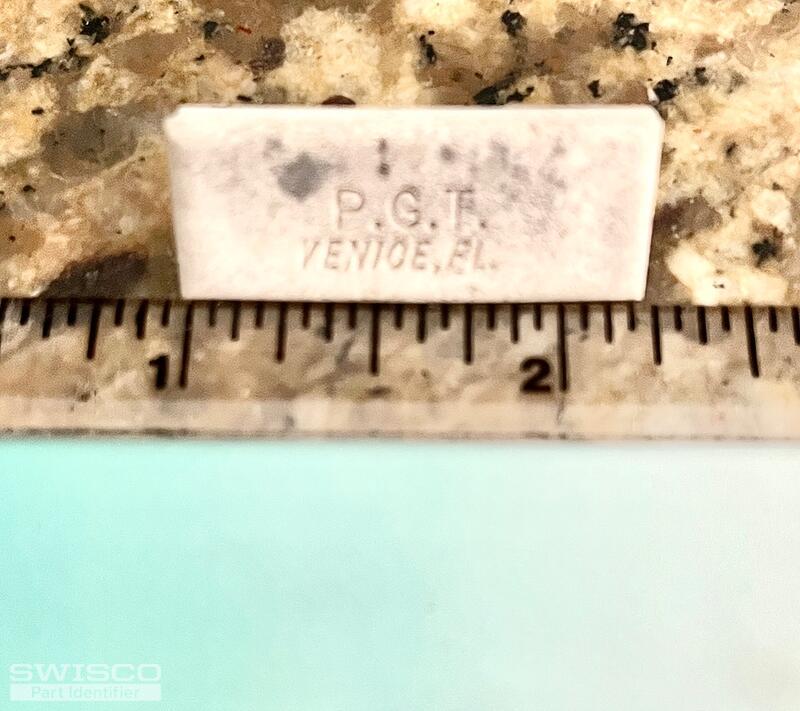 P.G.T.
VENICE, FL.
1 2
SWISCO
Part Identifier